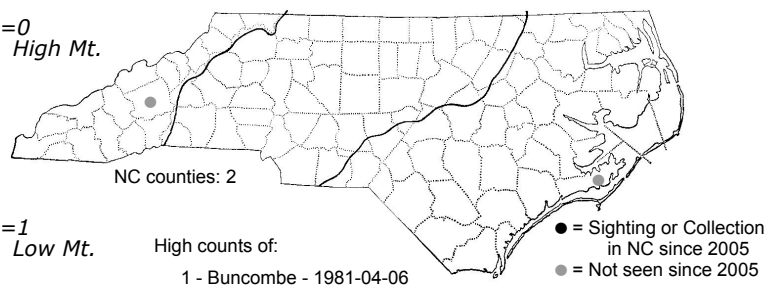 =0
High Mt.
NC counties: 2
=1
Low Mt.
High counts of:
1 - Buncombe - 1981-04-06
● = Sighting or Collection
in NC since 2005
● = Not seen since 2005